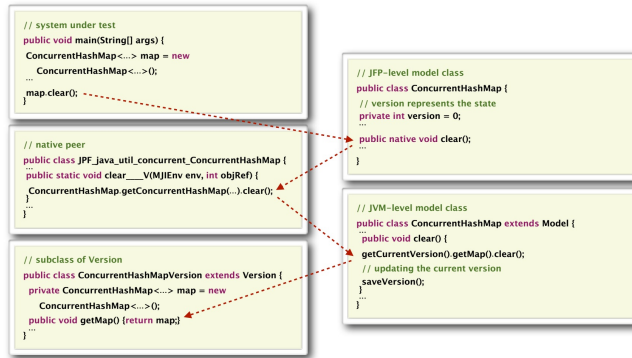 // system under test
public void main(String[] args) {
ConcurrentHashMap<...> map = new
ConcurrentHashMap<...>();
...
map.clear();
}
// native peer
public class JPF_java_util_concurrent_ConcurrentHashMap {
public static void clear____V(MJIEnv env, int objRef) {
ConcurrentHashMap.getConcurrentHashMap(...).clear();
}
...
}
// subclass of Version
public class ConcurrentHashMapVersion extends Version {
private ConcurrentHashMap<...> map = new
ConcurrentHashMap<...>();
public void getMap() {return map;}
...
}
// JFP-level model class
public class ConcurrentHashMap {
// version represents the state
private int version = 0;
...
public native void clear();
...
}
// JVM-level model class
public class ConcurrentHashMap extends Model {
...
public void clear() {
getCurrentVersion().getMap().clear();
// updating the current version
saveVersion();
}
...
}